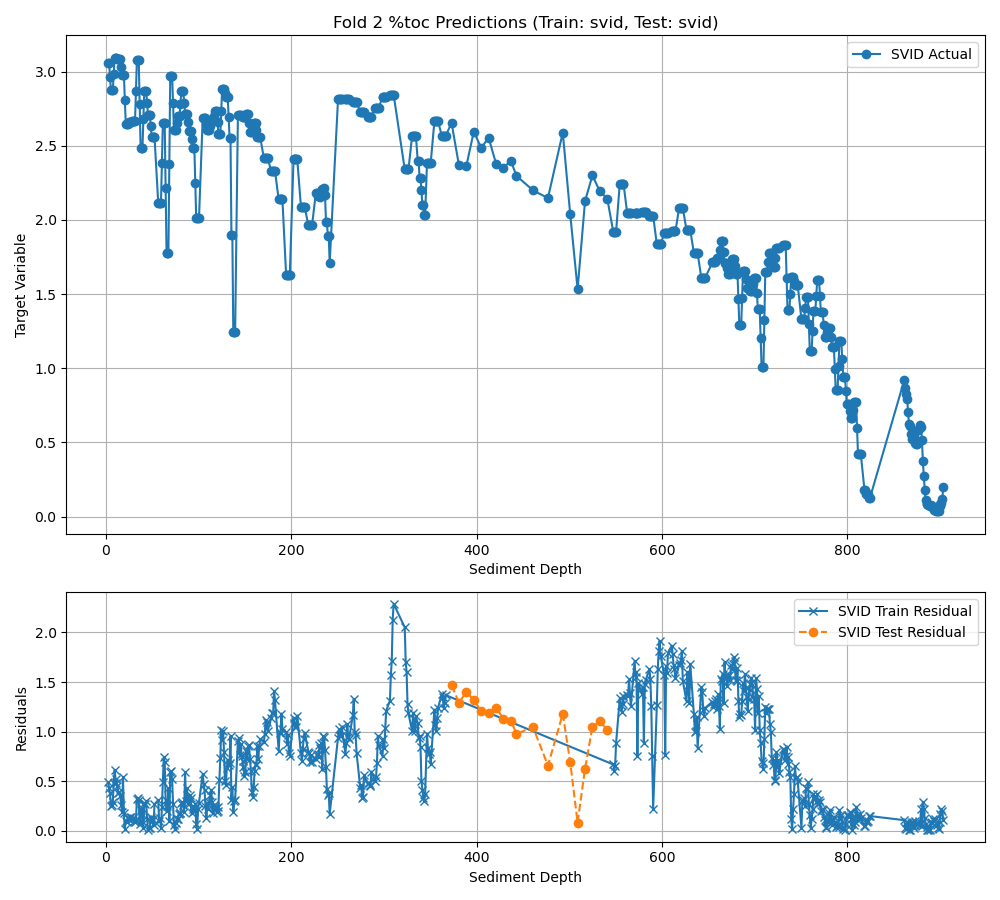 Fold 2 %toc Predictions (Train: svid, Test: svid)
SVID Actual
Target Variable
3.0
2.5
2.0
1.5
1.0
0.5
0.0
0 200 400 600 800
Sediment Depth
SVID Train Residual
SVID Test Residual
Residuals
2.0
1.5
1.0
0.5
0.0
0 200 400 600 800
Sediment Depth